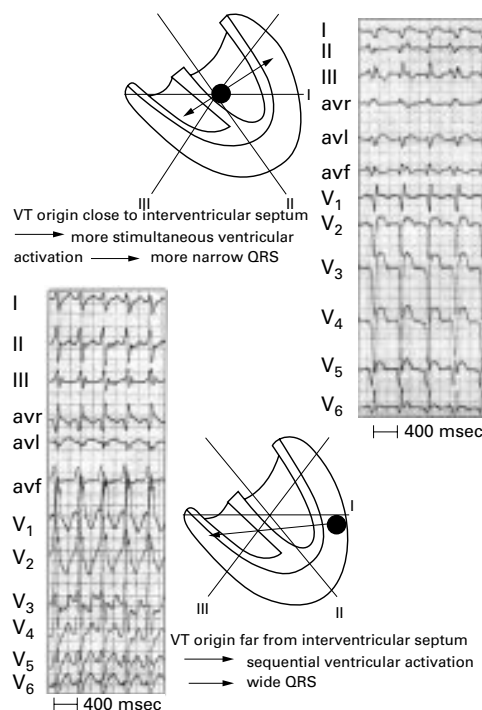 I
II
III
avr
avl
avf
V1
V2
V3
V4
V5
V6
400 msec
I
III
II
VT origin close to interventricular septum
⟶ more stimultaneous ventricular
activation ⟶ more narrow QRS
I
II
III
avr
avl
avf
V1
V2
V3
V4
V5
V6
400 msec
I
III
II
VT origin far from interventricular septum
⟶ sequential ventricular activation
⟶ wide QRS